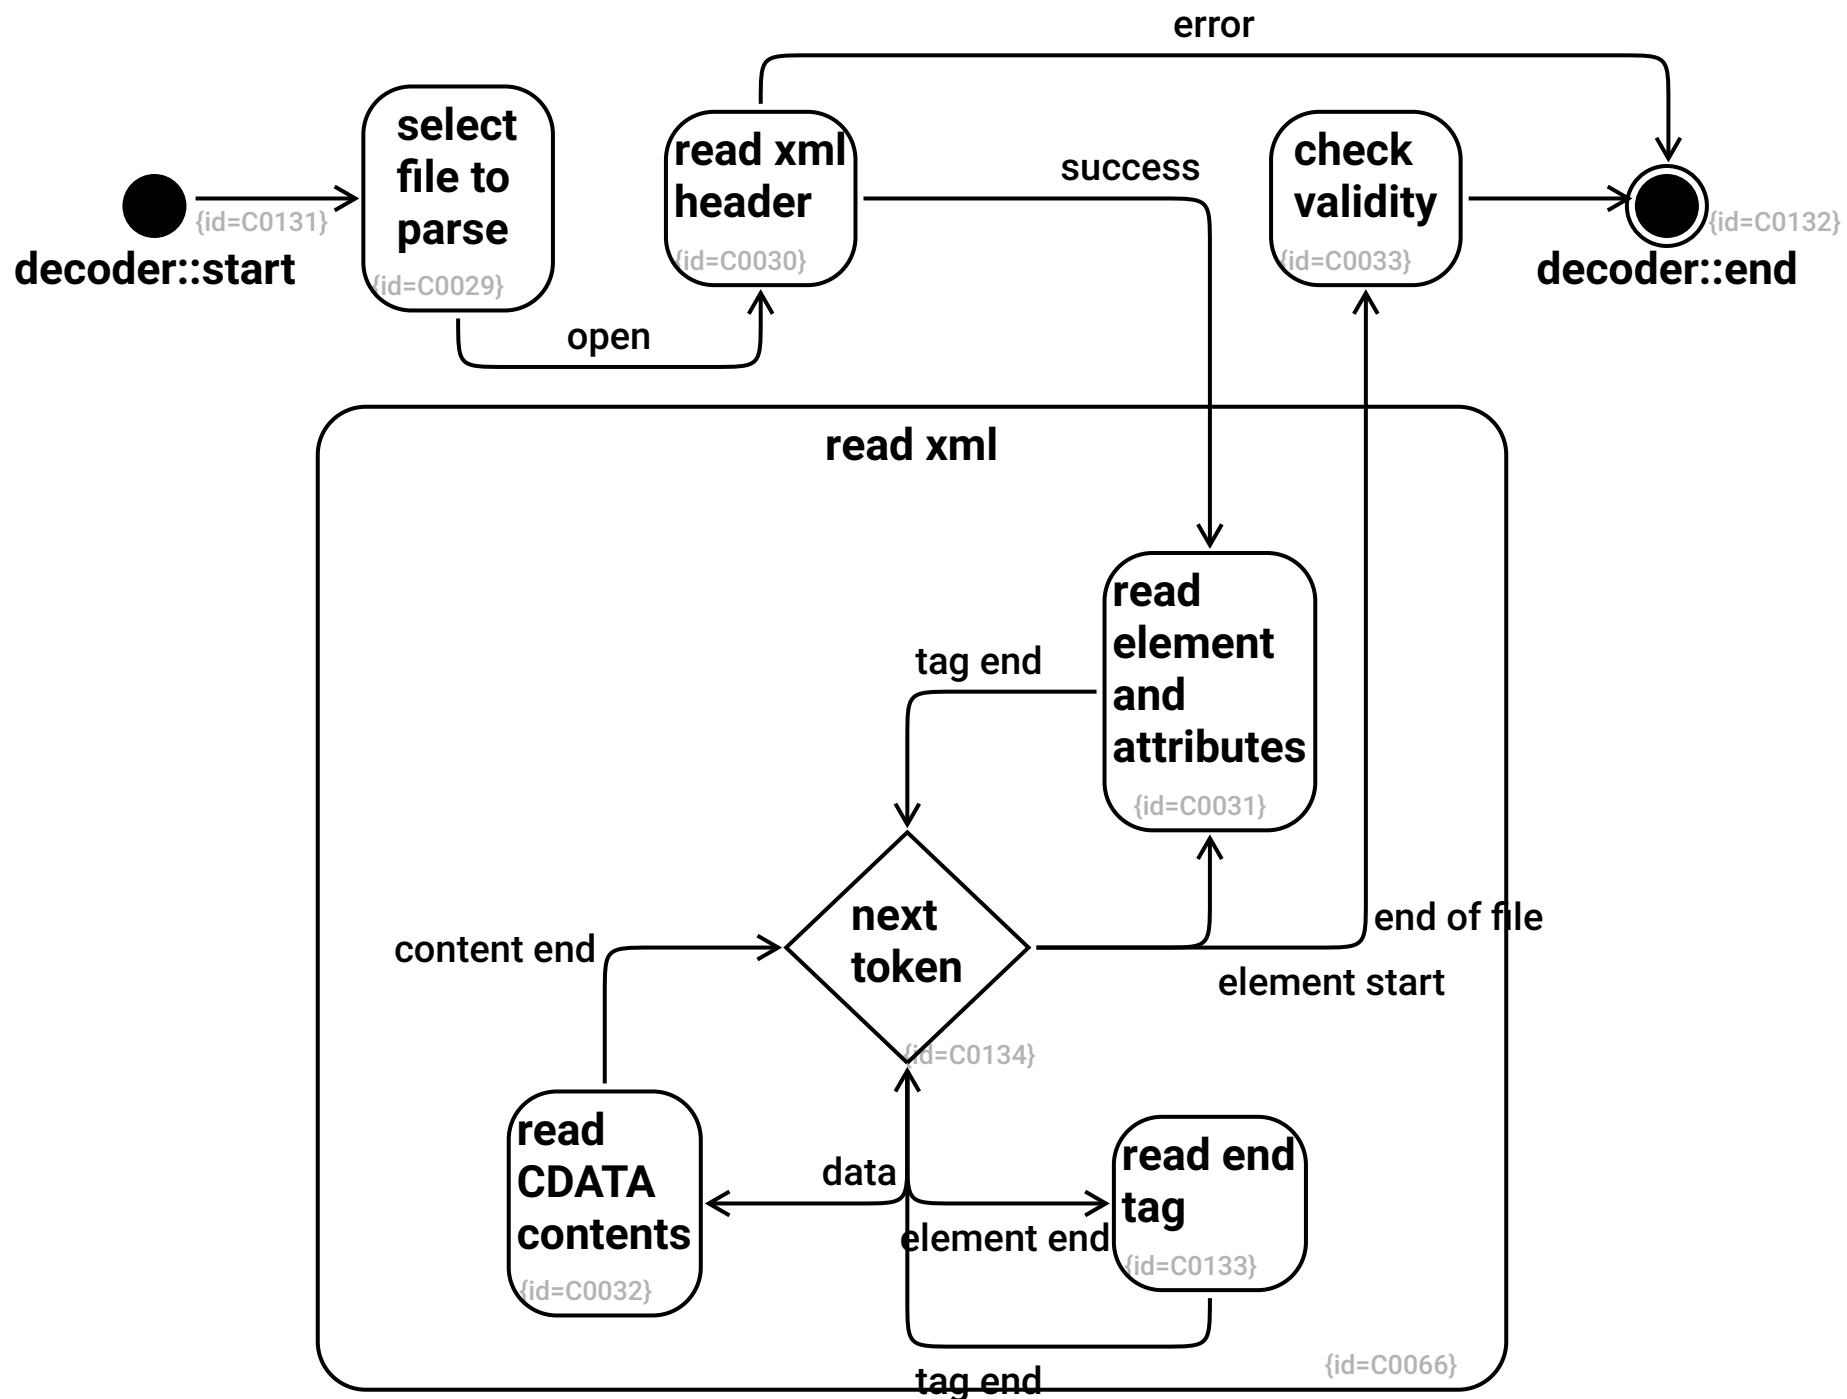 error
select
file to
parse
{id=C0029}
read xml
header
{id=C0030}
success
check
validity
{id=C0033}
{id=C0131}
decoder::start
{id=C0132}
decoder::end
open
read xml
read
element
and
attributes
{id=C0031}
tag end
next
token
{id=C0134}
end of file
element start
content end
read
CDATA
contents
{id=C0032}
data
element end
read end
tag
{id=C0133}
tag end
{id=C0066}